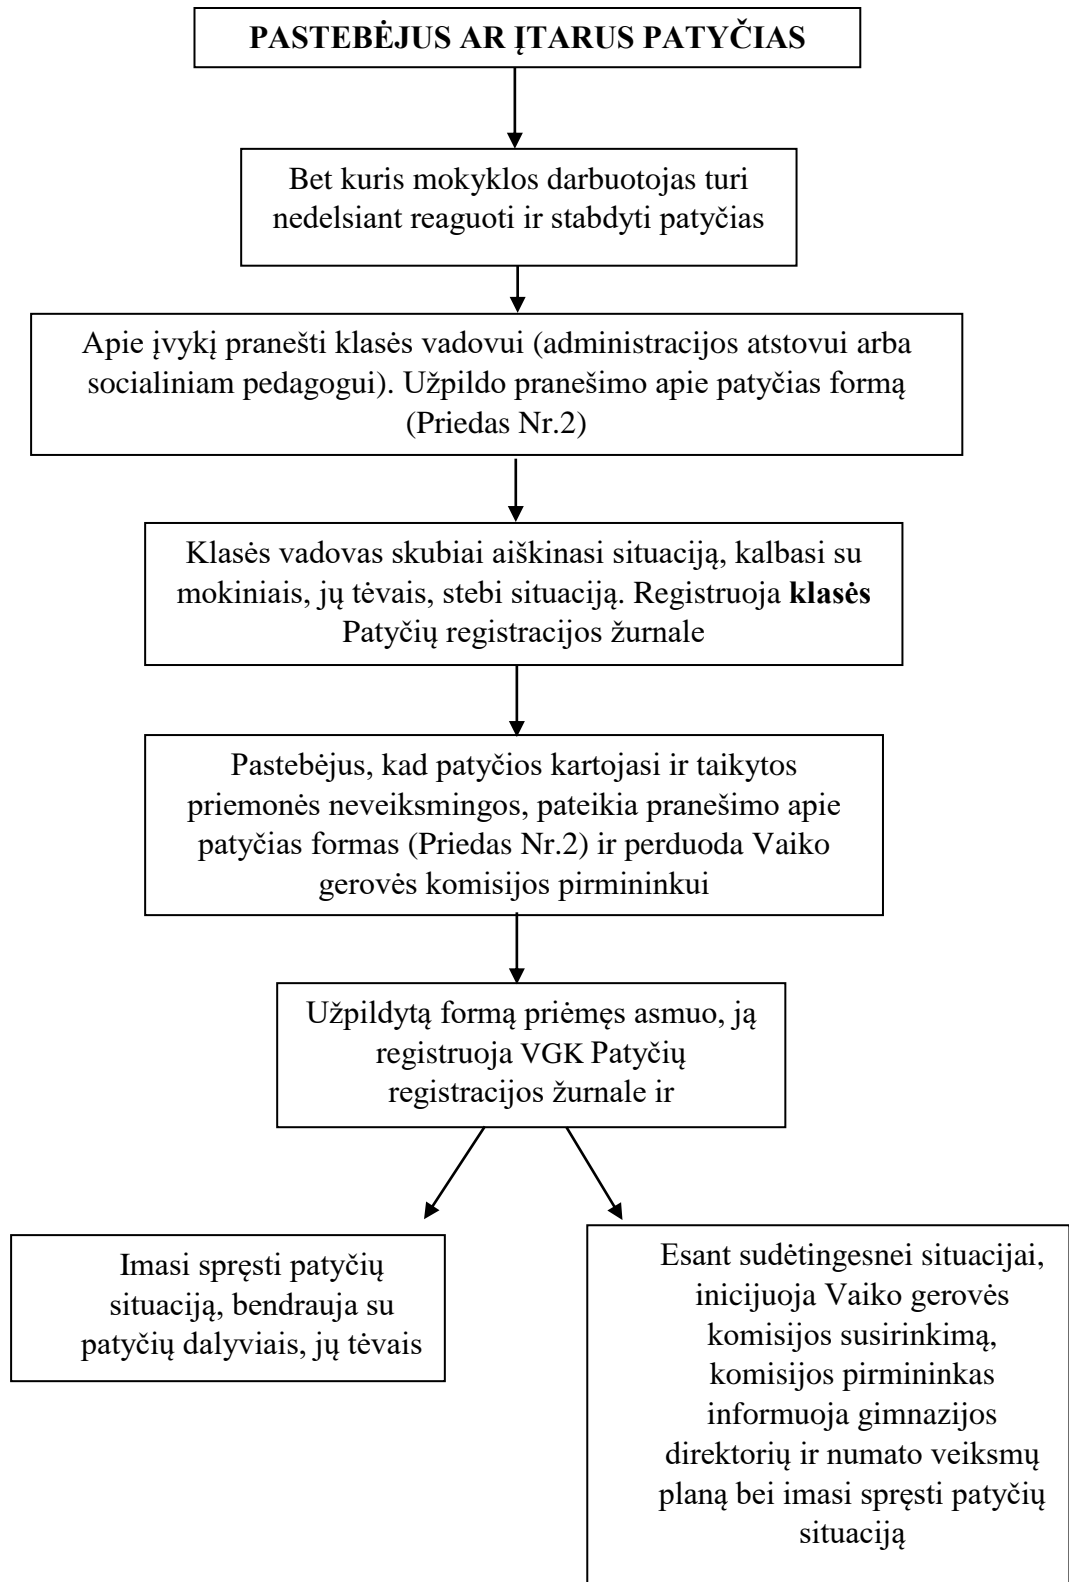 PASTEBĖJUS AR ĮTARUS PATYČIAS
Bet kuris mokyklos darbuotojas turi
nedelsiant reaguoti ir stabdyti patyčias
Apie įvykį pranešti klasės vadovui (administracijos atstovui arba
socialiniam pedagogui). Užpildo pranešimo apie patyčias formą
(Priedas Nr.2)
Klasės vadovas skubiai aiškinasi situaciją, kalbasi su
mokiniais, jų tėvais, stebi situaciją. Registruoja klasės
Patyčių registracijos žurnale
Pastebėjus, kad patyčios kartojasi ir taikytos
priemonės neveiksmingos, pateikia pranešimo apie
patyčias formas (Priedas Nr.2) ir perduoda Vaiko
gerovės komisijos pirmininkui
Užpildytą formą priėmęs asmuo, ją
registruoja VGK Patyčių
registracijos žurnale ir
Imasi spręsti patyčių
situaciją, bendrauja su
patyčių dalyviais, jų tėvais
Esant sudėtingesnei situacijai,
inicijuoja Vaiko gerovės
komisijos susirinkimą,
komisijos pirmininkas
informuoja gimnazijos
direktorių ir numato veiksmų
planą bei imasi spręsti patyčių
situaciją